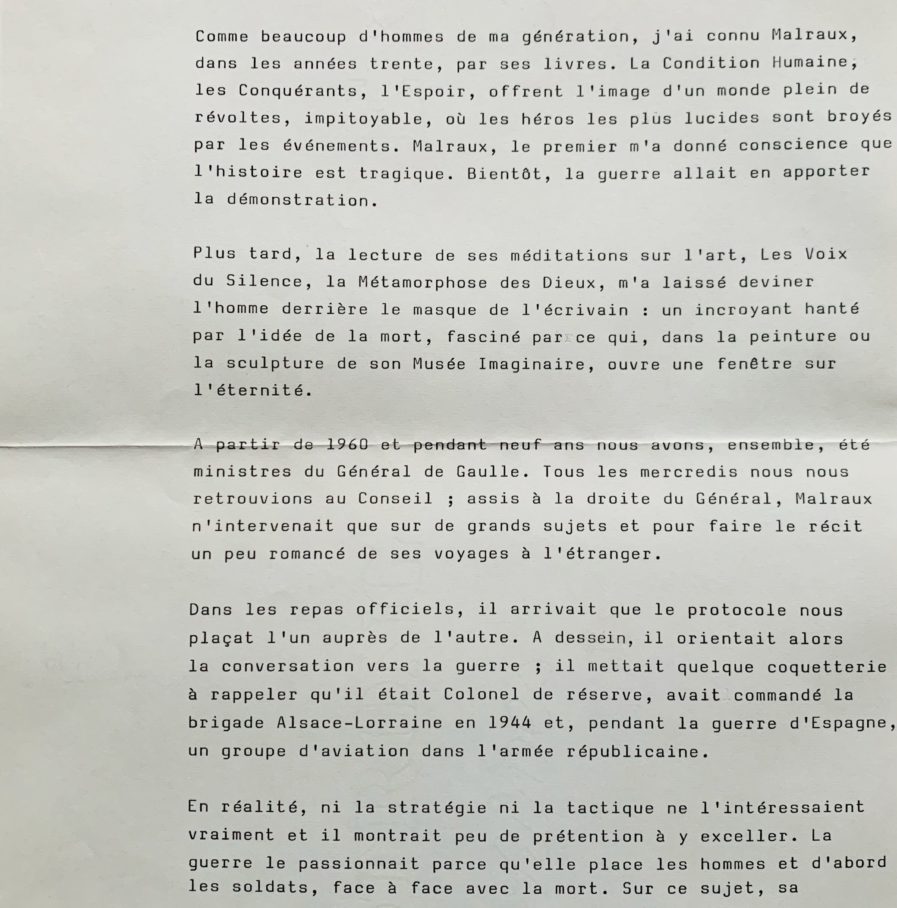 Comme beaucoup d'hommes de ma génération, j'ai connu Malraux,
dans les années trente, par ses livres. La Condition Humaine,
les Conquérants, l'Espoir, offrent l'image d'un monde plein de
révoltes, impitoyable, où les héros les plus lucides sont broyés
par les événements. Malraux, le premier m'a donné conscience que
l'histoire est tragique. Bientôt, la guerre allait en apporter
la démonstration.
Plus tard, la lecture de ses méditations sur l'art, Les Voix
du Silence, la Métamorphose des Dieux, m'a laissé deviner
l'homme derrière le masque de l'écrivain : un incroyant hanté
par l'idée de la mort, fasciné par ce qui, dans la peinture ou
la sculpture de son Musée Imaginaire, ouvre une fenêtre sur
l'éternité.
A partir de 1960 et pendant neuf ans nous avons, ensemble, été
ministres du Général de Gaulle. Tous les mercredis nous nous
retrouvions au Conseil ; assis à la droite du Général, Malraux
n'intervenait que sur de grands sujets et pour faire le récit
un peu romancé de ses voyages à l'étranger.
Dans les repas officiels, il arrivait que le protocole nous
plaçat l'un auprès de l'autre. A dessein, il orientait alors
la conversation vers la guerre ; il mettait quelque coquetterie
à rappeler qu'il était Colonel de réserve, avait commandé la
brigade Alsace-Lorraine en 1944 et, pendant la guerre d'Espagne,
un groupe d'aviation dans l'armée républicaine.
En réalité, ni la stratégie ni la tactique ne l'intéressaient
vraiment et il montrait peu de prétention à y exceller. La
guerre le passionnait parce qu'elle place les hommes et d'abord
les soldats, face à face avec la mort. Sur ce sujet, sa